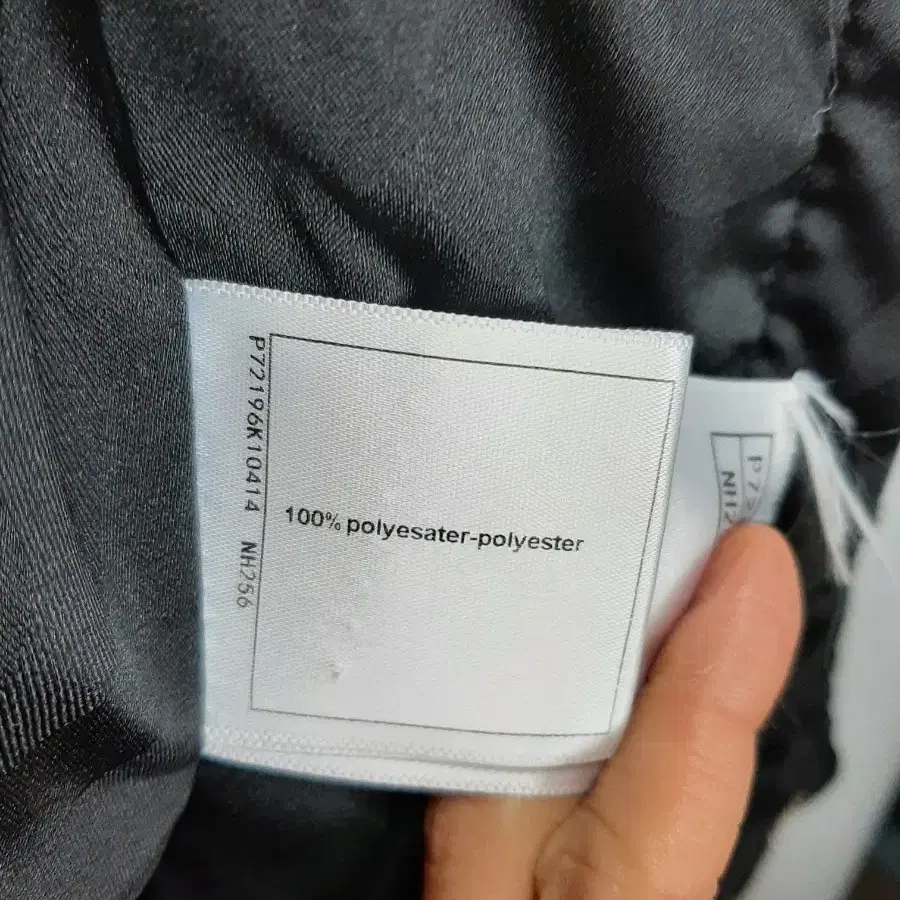 P72196K10414 NH256
100% polyesater-polyester